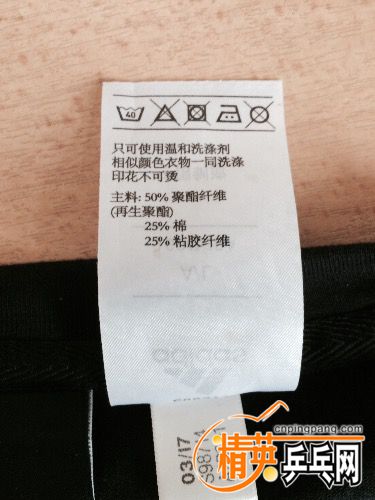 40
只可使用温和洗涤剂
相似颜色衣物一同洗涤
印花不可烫
主料: 50% 聚酯纤维
(再生聚酯)
25% 棉
25% 粘胶纤维
adidas
03/17
cnpingpang.com
精英乒乓网